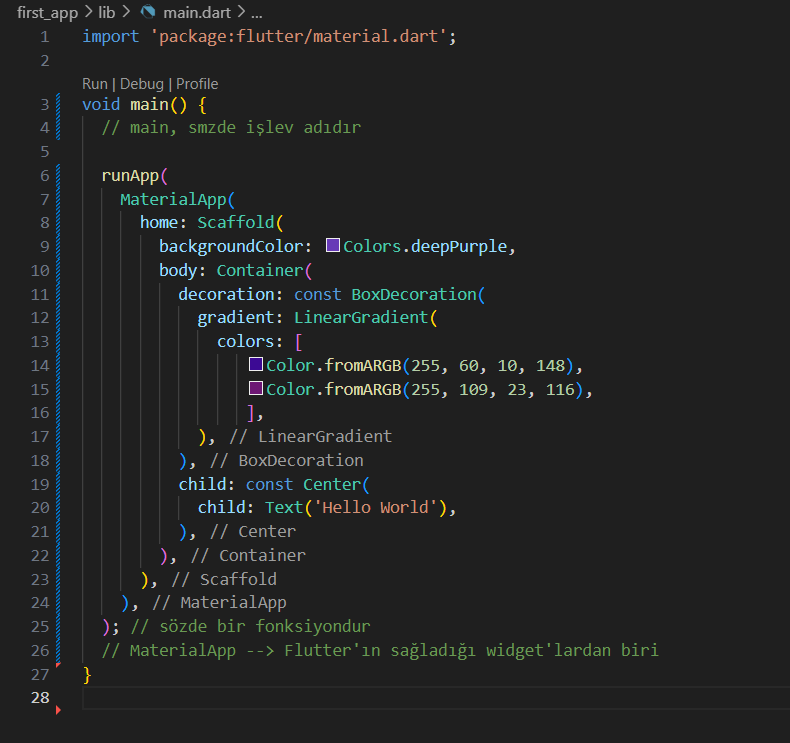 first_app > lib > main.dart > ...
1 import 'package:flutter/material.dart';
2
Run | Debug | Profile
3 void main() {
4 // main, smzde işlev adıdır
5
6 runApp(
7 MaterialApp(
8 home: Scaffold(
9 backgroundColor: Colors.deepPurple,
10 body: Container(
11 decoration: const BoxDecoration(
12 gradient: LinearGradient(
13 colors: [
14 Color.fromARGB(255, 60, 10, 148),
15 Color.fromARGB(255, 109, 23, 116),
16 ],
17 ), // LinearGradient
18 ), // BoxDecoration
19 child: const Center(
20 child: Text('Hello World'),
21 ), // Center
22 ), // Container
23 ), // Scaffold
24 ), // MaterialApp
25 ); // sözde bir fonksiyondur
26 // MaterialApp --> Flutter'ın sağladığı widget'lardan biri
27 }
28